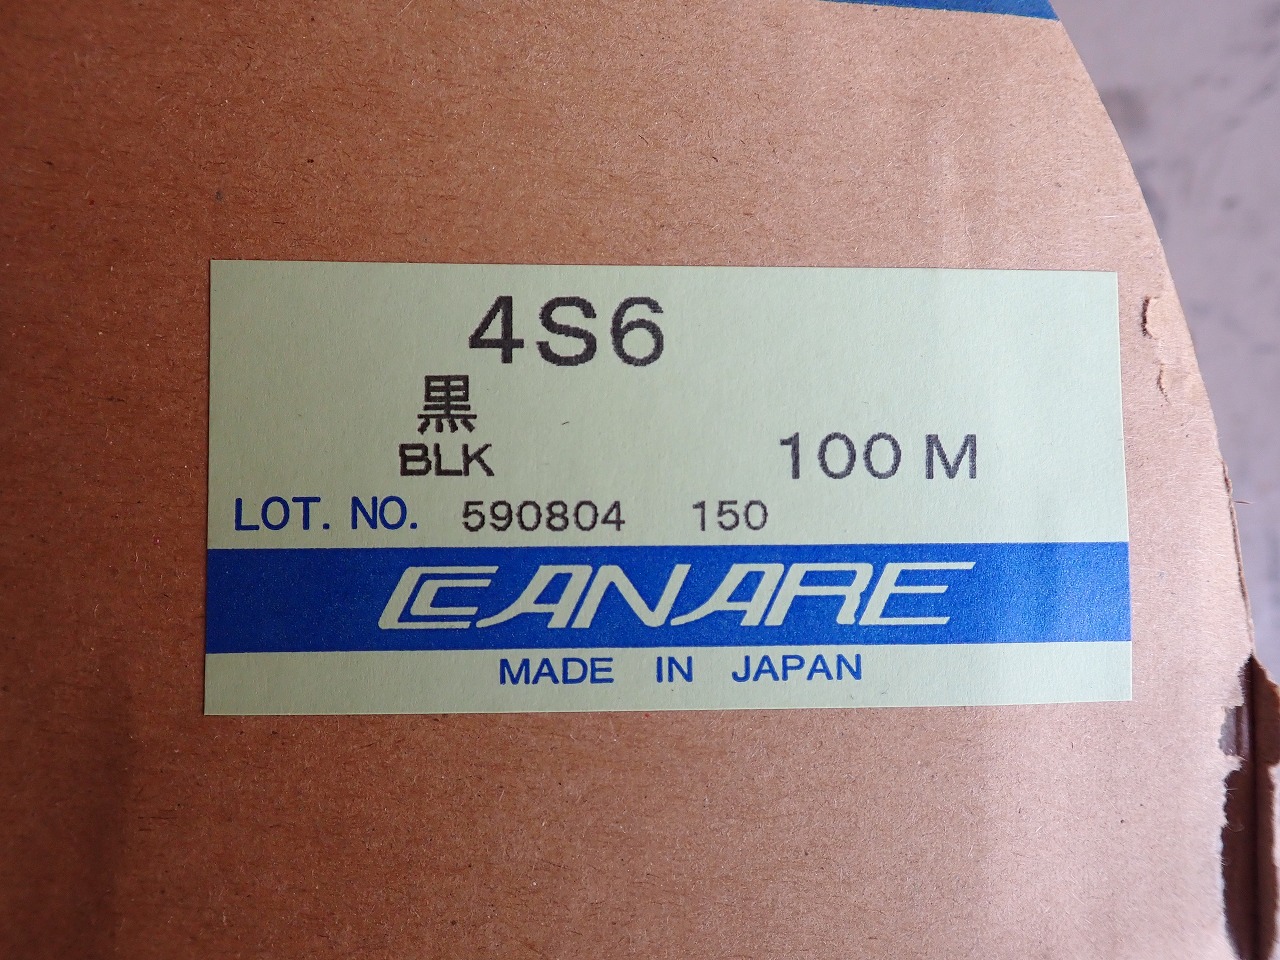 4S6
黒
BLK 100 M
LOT. NO. 590804 150
CANARE
MADE IN JAPAN